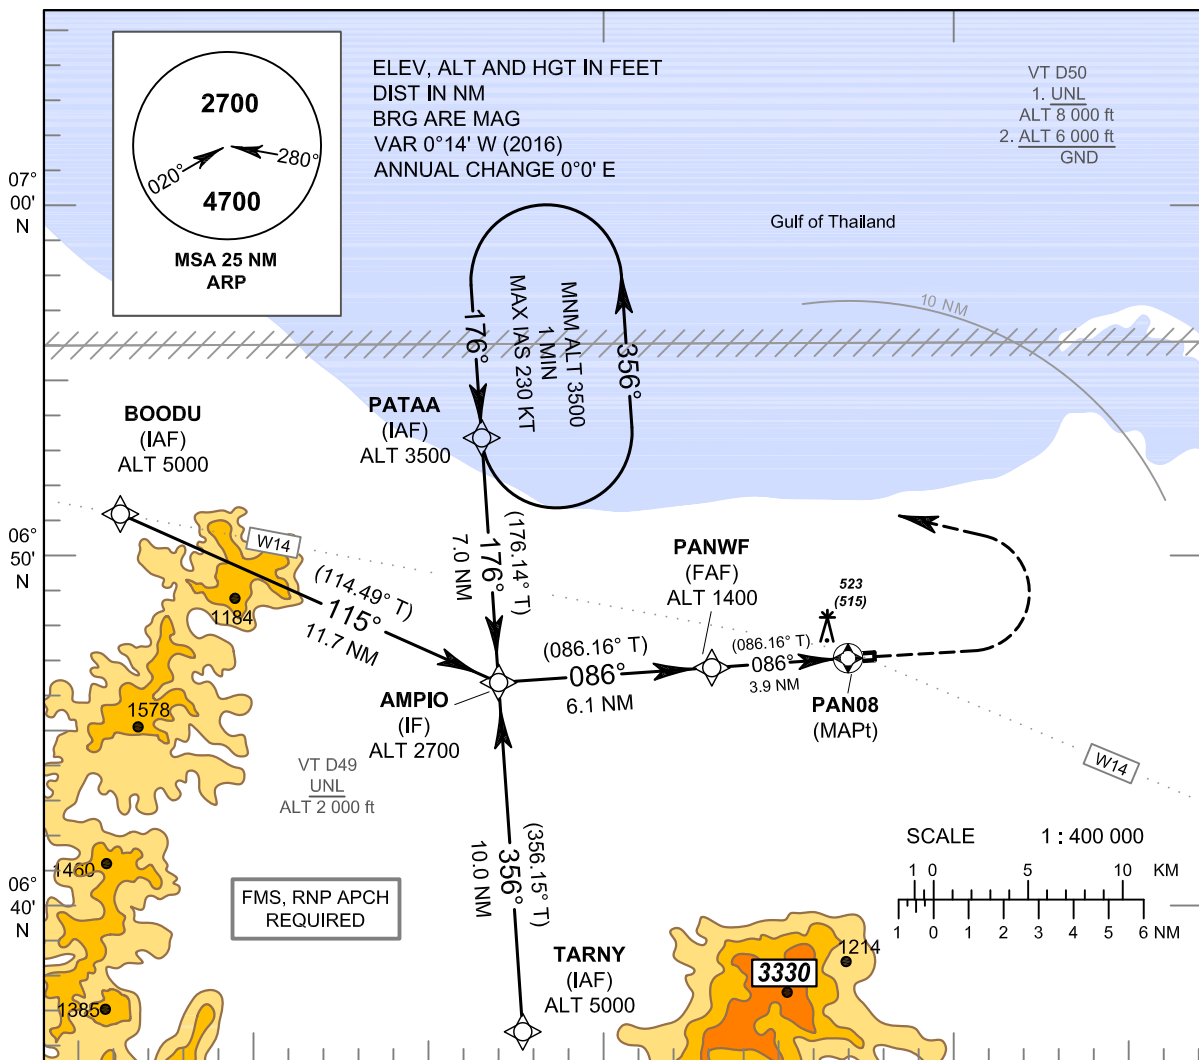 2700
020°
280°
4700
MSA 25 NM
ARP
ELEV, ALT AND HGT IN FEET
DIST IN NM
BRG ARE MAG
VAR 0°14' W (2016)
ANNUAL CHANGE 0°0' E
VT D50
1. UNL
ALT 8 000 ft
2. ALT 6 000 ft
GND
07°
00'
N
Gulf of Thailand
10 NM
176°
MAX IAS 230 KT
1 MIN
MNM ALT 3500
356°
BOODU
(IAF)
ALT 5000
PATAA
(IAF)
ALT 3500
06°
50'
N
W14
(114.49° T)
115°
11.7 NM
1184
(176.14° T)
176°
7.0 NM
PANWF
(FAF)
ALT 1400
523
(515)
(086.16° T)
086°
6.1 NM
(086.16° T)
086°
3.9 NM
PAN08
(MAPt)
AMPIO
(IF)
ALT 2700
1578
VT D49
UNL
ALT 2 000 ft
W14
(356.15° T)
356°
10.0 NM
SCALE 1 : 400 000
1 0 5 10 KM
1 0 1 2 3 4 5 6 NM
1460
06°
40'
N
FMS, RNP APCH
REQUIRED
TARNY
(IAF)
ALT 5000
1214
3330
1385